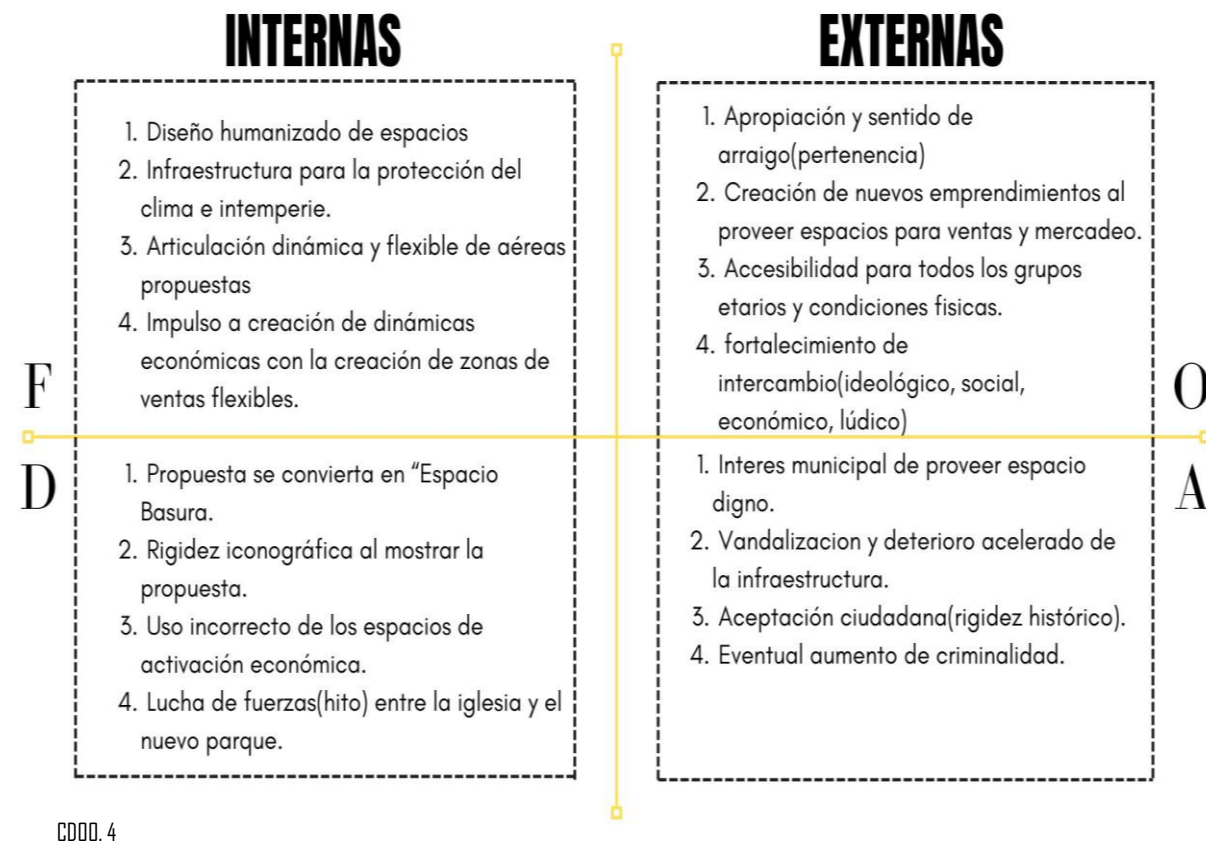 INTERNAS
1. Diseño humanizado de espacios
2. Infraestructura para la protección del
clima e intemperie.
3. Articulación dinámica y flexible de aéreas
propuestas
4. Impulso a creación de dinámicas
económicas con la creación de zonas de
ventas flexibles.
F
EXTERNAS
1. Apropiación y sentido de
arraigo(pertenencia)
2. Creación de nuevos emprendimientos al
proveer espacios para ventas y mercadeo.
3. Accesibilidad para todos los grupos
etarios y condiciones fisicas.
4. fortalecimiento de
intercambio(ideológico, social,
económico, lúdico)
O
D
1. Propuesta se convierta en “Espacio
Basura.
2. Rigidez iconográfica al mostrar la
propuesta.
3. Uso incorrecto de los espacios de
activación económica.
4. Lucha de fuerzas(hito) entre la iglesia y el
nuevo parque.
1. Interes municipal de proveer espacio
digno.
2. Vandalizacion y deterioro acelerado de
la infraestructura.
3. Aceptación ciudadana(rigidez histórico).
4. Eventual aumento de criminalidad.
A
CDOO. 4